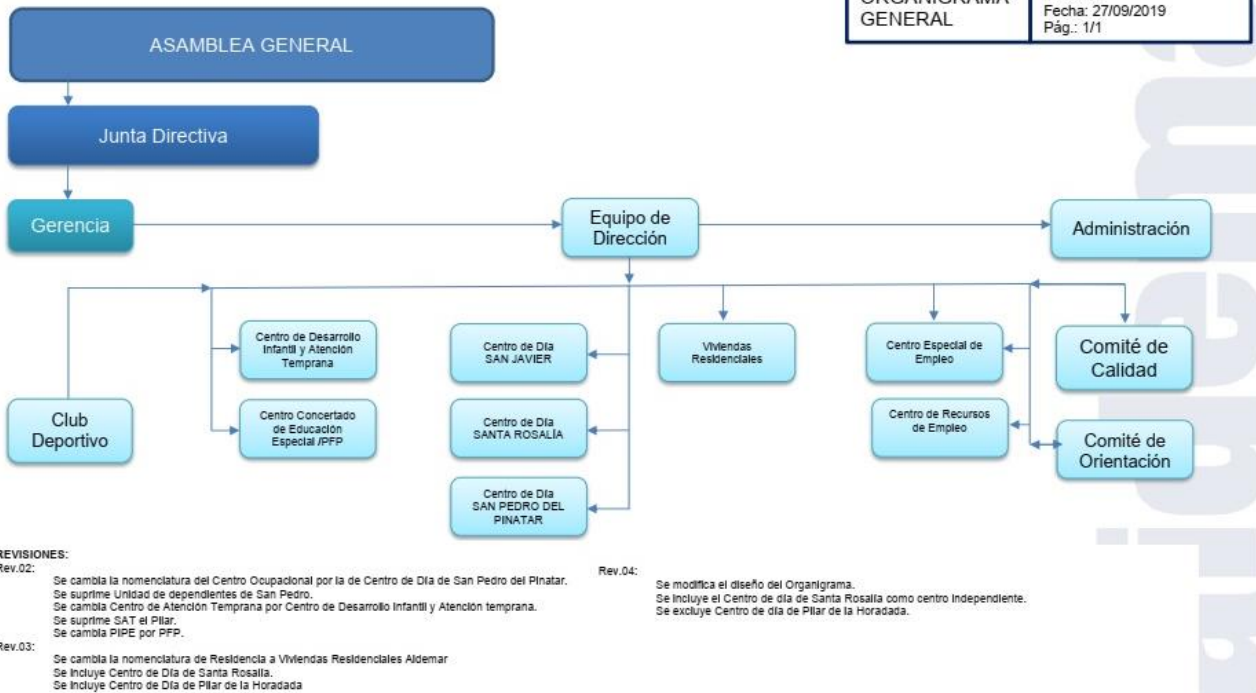 GENERAL
Fecha: 27/09/2019
Pág.: 1/1
ASAMBLEA GENERAL
Junta Directiva
Gerencia
Equipo de
Dirección
Administración
Centro de Desarrollo
Infantil y Atención
Temprana
Centro de Día
SAN JAVIER
Viviendas
Residenciales
Centro Especial de
Empleo
Comité de
Calidad
Club
Deportivo
Centro Concertado
de Educación
Especial /PFP
Centro de Día
SANTA ROSALÍA
Centro de Recursos
de Empleo
Comité de
Orientación
Centro de Día
SAN PEDRO DEL
PINATAR
REVISIONES:
Rev.02:
Se cambia la nomenclatura del Centro Ocupacional por la de Centro de Día de San Pedro del Pinatar.
Se suprime Unidad de dependientes de San Pedro.
Se cambia Centro de Atención Temprana por Centro de Desarrollo Infantil y Atención temprana.
Se suprime SAT el Pilar.
Se cambia PIPE por PFP.
Rev.03:
Se cambia la nomenclatura de Residencia a Viviendas Residenciales Aidemar
Se incluye Centro de Día de Santa Rosalía.
Se incluye Centro de Día de Pilar de la Horadada
Rev.04:
Se modifica el diseño del Organigrama.
Se incluye el Centro de día de Santa Rosalía como centro independiente.
Se excluye Centro de día de Pilar de la Horadada.